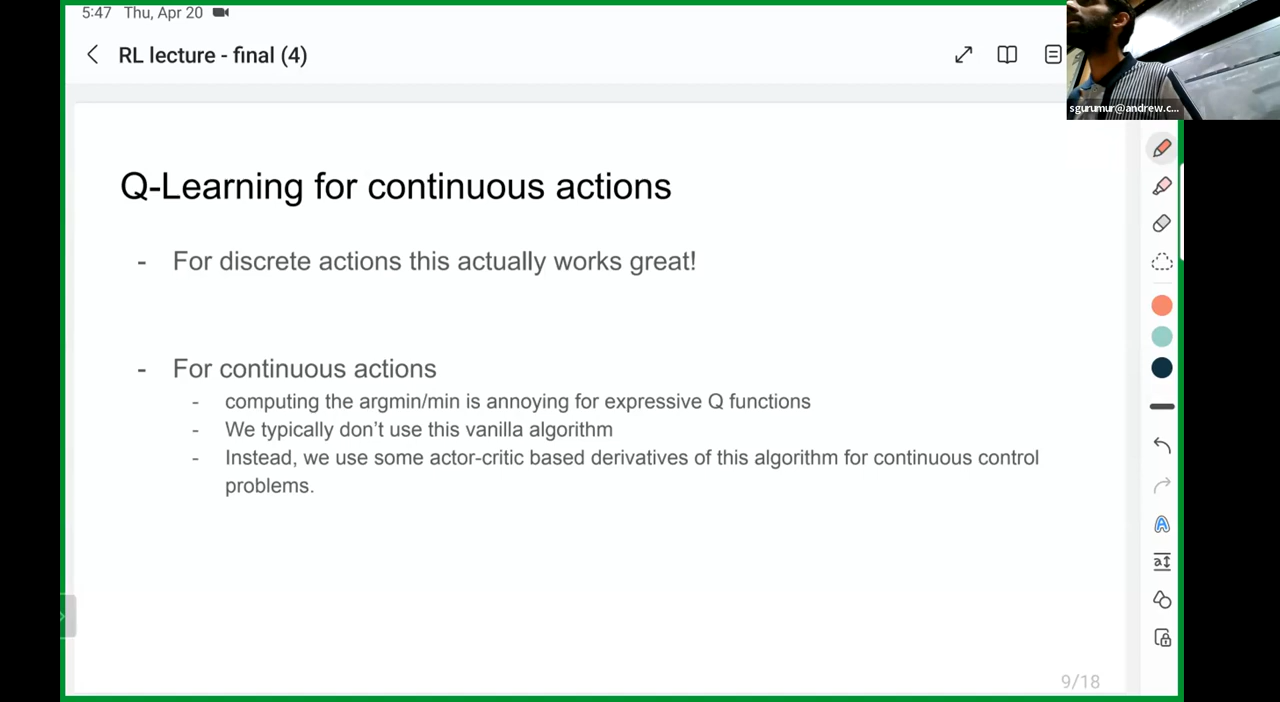 5:47 Thu, Apr 20
RL lecture - final (4)
sgurumur@andrew.c...
Q-Learning for continuous actions
- For discrete actions this actually works great!
- For continuous actions
- computing the argmin/min is annoying for expressive Q functions
- We typically don't use this vanilla algorithm
- Instead, we use some actor-critic based derivatives of this algorithm for continuous control
problems.
9/18